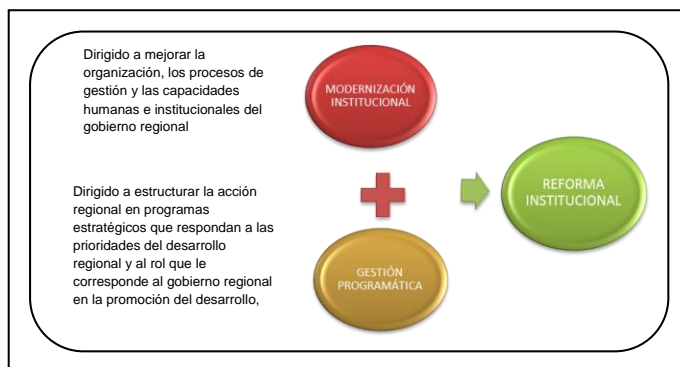 Dirigido a mejorar la
organización, los procesos de
gestión y las capacidades
humanas e institucionales del
gobierno regional
MODERNIZACIÓN
INSTITUCIONAL
Dirigido a estructurar la acción
regional en programas
estratégicos que respondan a las
prioridades del desarrollo
regional y al rol que le
corresponde al gobierno regional
en la promoción del desarrollo,
GESTIÓN
PROGRAMÁTICA
REFORMA
INSTITUCIONAL